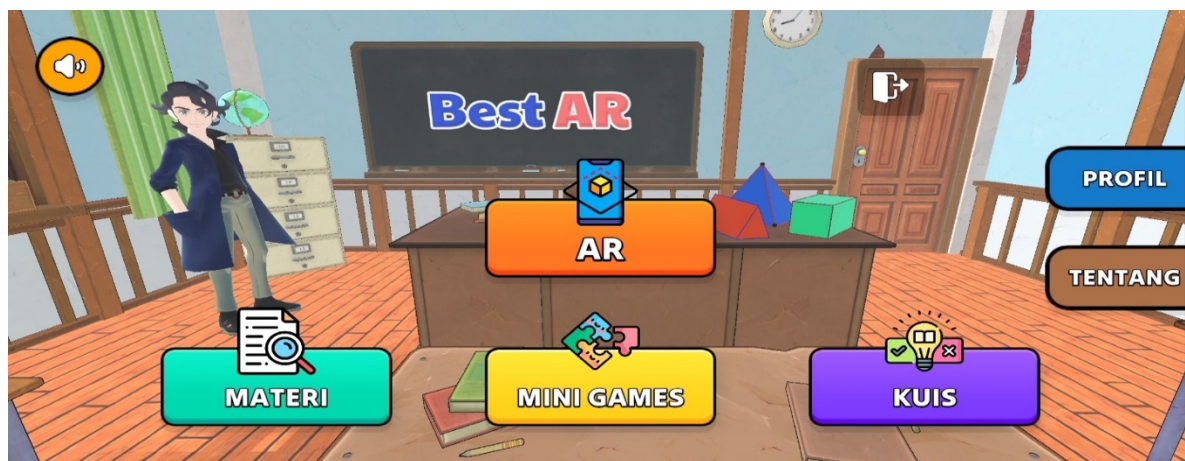 Best AR
PROFIL
AR
TENTANG
MATERI
MINI GAMES
KUIS